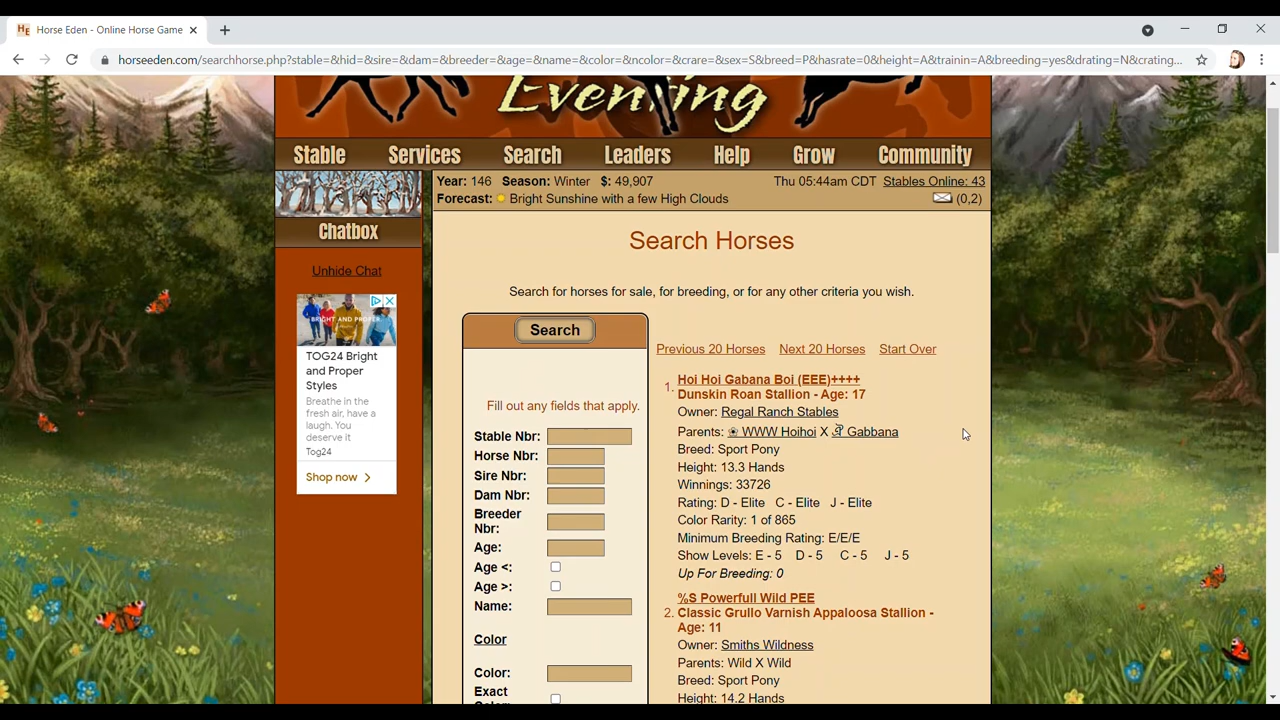 HE Horse Eden - Online Horse Game
horseeden.com/searchhorse.php?stable=&hid=&sire=&dam=&breeder=&age=&name=&color=&ncolor=&crare=&sex=S&breed=P&hasrate=0&height=A&trainin=A&breeding=yes&drating=N&crating...
Evening
Stable Services Search Leaders Help Grow Community
Year: 146 Season: Winter $: 49,907 Thu 05:44am CDT Stables Online: 43
Forecast: Bright Sunshine with a few High Clouds (0,2)
Chatbox
Unhide Chat
BRIGHT AND PROPER.
TOG24 Bright
and Proper
Styles
Breathe in the
fresh air, have a
laugh. You
deserve it
Tog24
Shop now
Search Horses
Search for horses for sale, for breeding, or for any other criteria you wish.
Search
Fill out any fields that apply.
Stable Nbr:
Horse Nbr:
Sire Nbr:
Dam Nbr:
Breeder
Nbr:
Age:
Age <:
Age >:
Name:
Color
Color:
Exact
Previous 20 Horses Next 20 Horses Start Over
1. Hoi Hoi Gabana Boi (EEE)++++
Dunskin Roan Stallion - Age: 17
Owner: Regal Ranch Stables
Parents: WWW Hoihoi X Gabbana
Breed: Sport Pony
Height: 13.3 Hands
Winnings: 33726
Rating: D - Elite C - Elite J - Elite
Color Rarity: 1 of 865
Minimum Breeding Rating: E/E/E
Show Levels: E - 5 D - 5 C - 5 J - 5
Up For Breeding: 0
2. %S Powerfull Wild PEE
Classic Grullo Varnish Appaloosa Stallion -
Age: 11
Owner: Smiths Wildness
Parents: Wild X Wild
Breed: Sport Pony
Height: 14.2 Hands